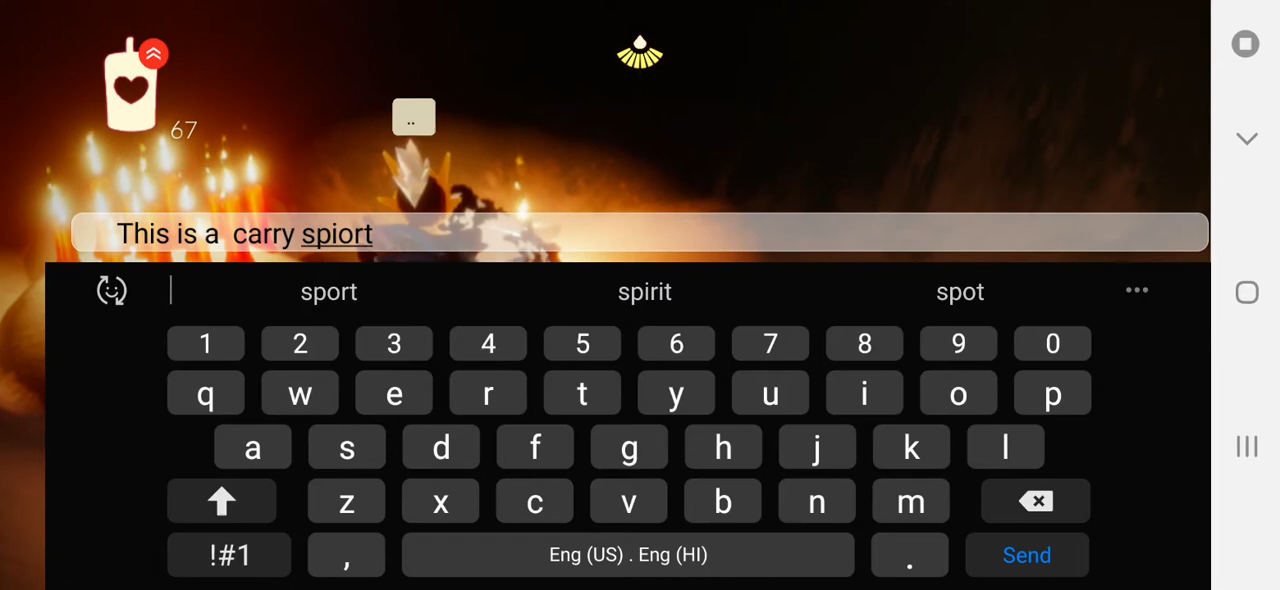 67
..
This is a  carry spiort
sport spirit spot ...
1 2 3 4 5 6 7 8 9 0
q w e r t y u i o p
a s d f g h j k l
z x c v b n m
!#1 , Eng (US) . Eng (HI) . Send